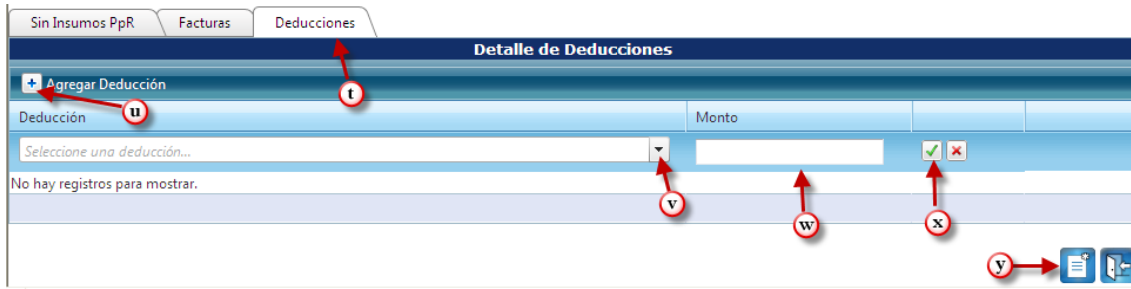 Sin Insumos PpR Facturas Deducciones
Detalle de Deducciones
Agregar Deducción
t
u
Deducción Monto
Seleccione una deducción...
No hay registros para mostrar.
v
w
x
y